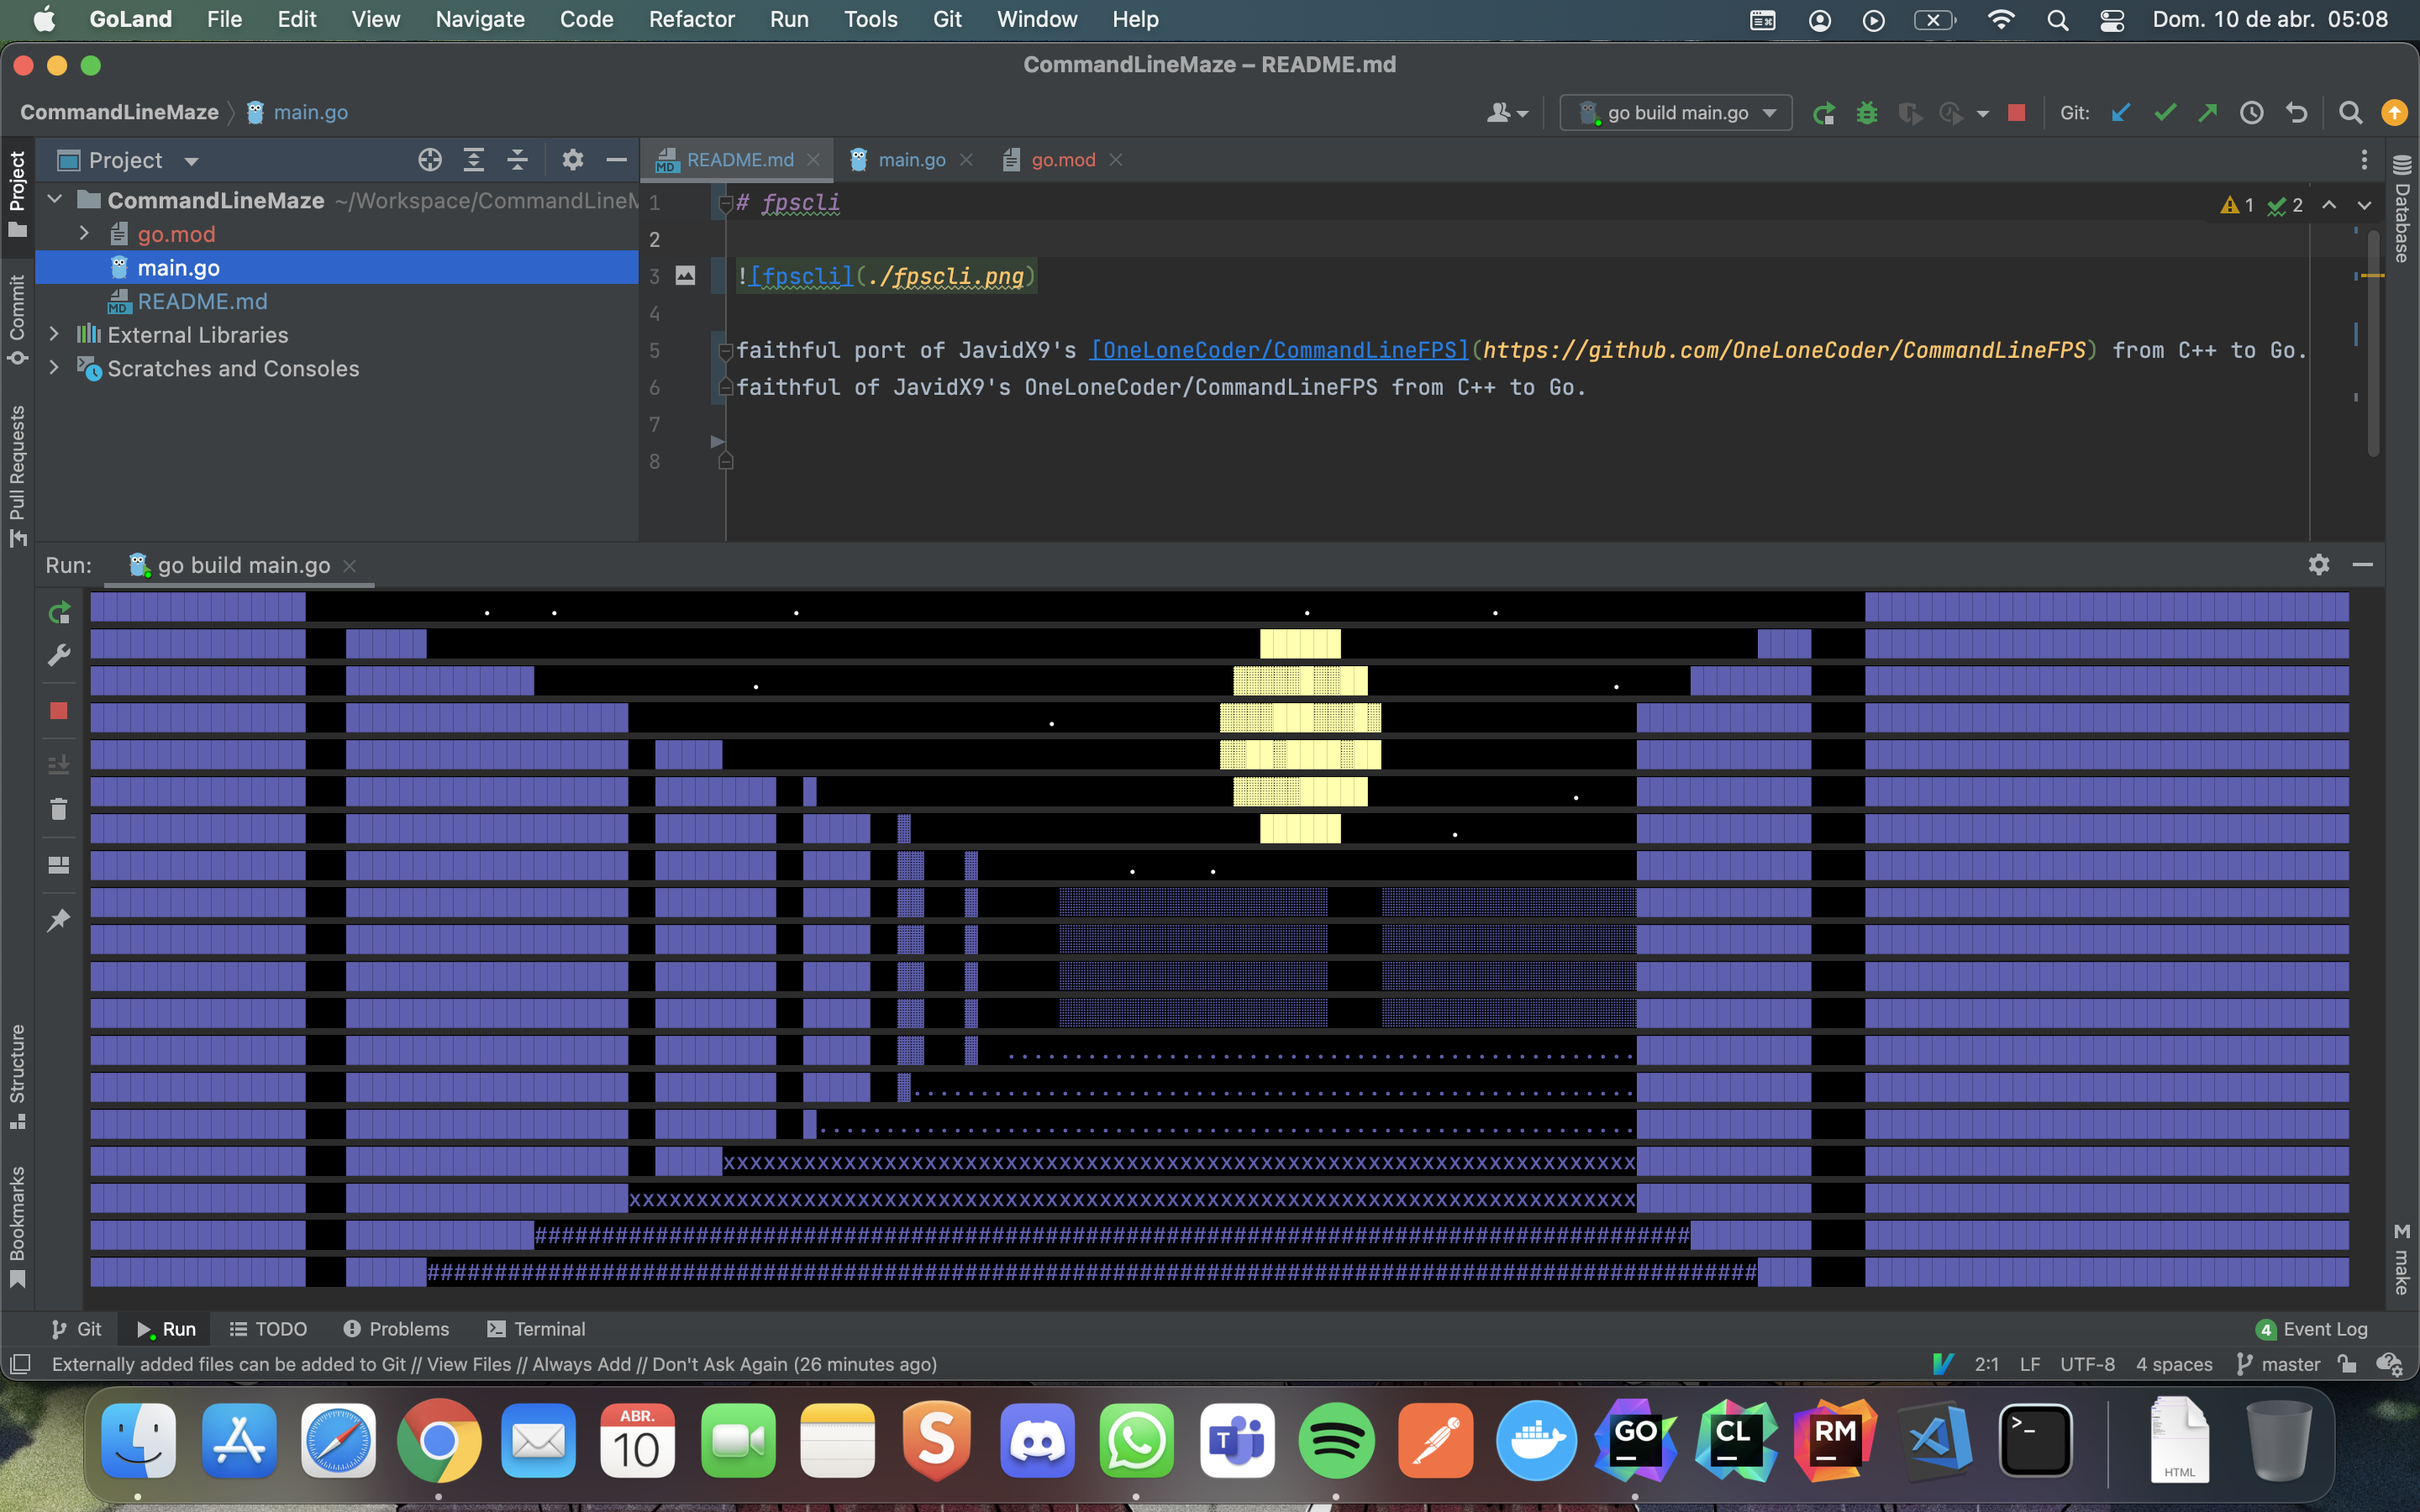 GoLand File Edit View Navigate Code Refactor Run Tools Git Window Help Dom. 10 de abr. 05:08
CommandLineMaze – README.md
CommandLineMaze main.go go build main.go Git:
Project
README.md main.go go.mod
CommandLineMaze ~/Workspace/CommandLineM
go.mod
main.go
README.md
External Libraries
Scratches and Consoles
1 # fpscli
2
3 ![fpscli](./fpscli.png)
4
5 faithful port of JavidX9's [OneLoneCoder/CommandLineFPS](https://github.com/OneLoneCoder/CommandLineFPS) from C++ to Go.
6 faithful of JavidX9's OneLoneCoder/CommandLineFPS from C++ to Go.
7
8
1 2
Project
Commit
Pull Requests
Structure
Bookmarks
Database
make
Run: go build main.go
Git Run TODO Problems Terminal 4 Event Log
Externally added files can be added to Git // View Files // Always Add // Don't Ask Again (26 minutes ago) 2:1 LF UTF-8 4 spaces master
ABR.
10
GO
CL
RM
HTML